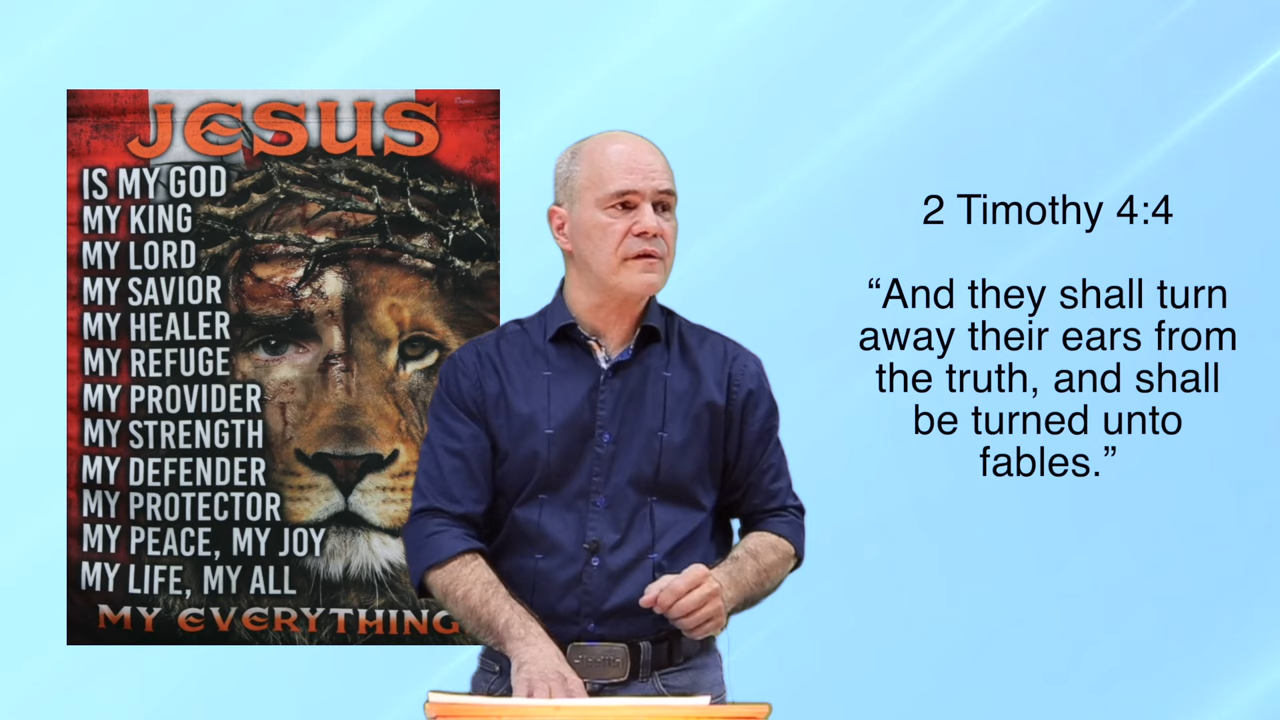 JESUS
IS MY GOD
MY KING
MY LORD
MY SAVIOR
MY HEALER
MY REFUGE
MY PROVIDER
MY STRENGTH
MY DEFENDER
MY PROTECTOR
MY PEACE, MY JOY
MY LIFE, MY ALL
MY EVERYTHING
2 Timothy 4:4
“And they shall turn
away their ears from
the truth, and shall
be turned unto
fables.”